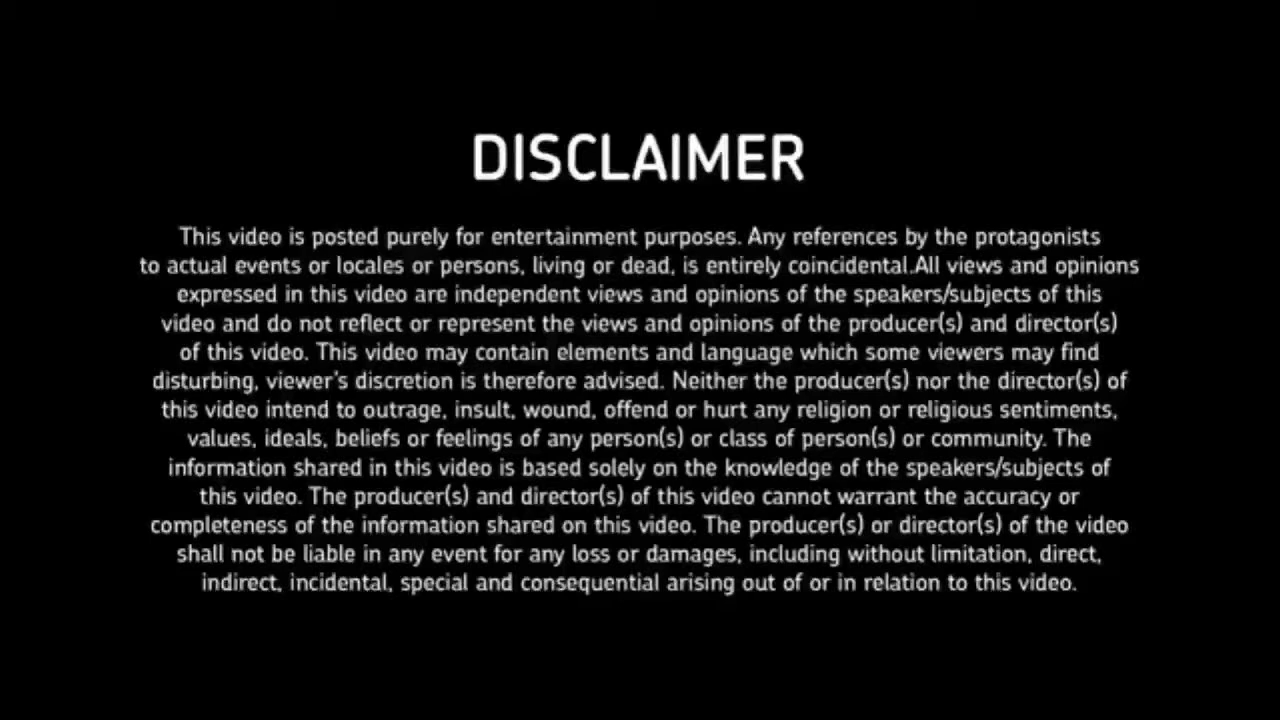 DISCLAIMER
This video is posted purely for entertainment purposes. Any references by the protagonists
to actual events or locales or persons, living or dead, is entirely coincidental.All views and opinions
expressed in this video are independent views and opinions of the speakers/subjects of this
video and do not reflect or represent the views and opinions of the producer(s) and director(s)
of this video. This video may contain elements and language which some viewers may find
disturbing, viewer's discretion is therefore advised. Neither the producer(s) nor the director(s) of
this video intend to outrage, insult, wound, offend or hurt any religion or religious sentiments,
values, ideals, beliefs or feelings of any person(s) or class of person(s) or community. The
information shared in this video is based solely on the knowledge of the speakers/subjects of
this video. The producer(s) and director(s) of this video cannot warrant the accuracy or
completeness of the information shared on this video. The producer(s) or director(s) of the video
shall not be liable in any event for any loss or damages, including without limitation, direct,
indirect, incidental, special and consequential arising out of or in relation to this video.